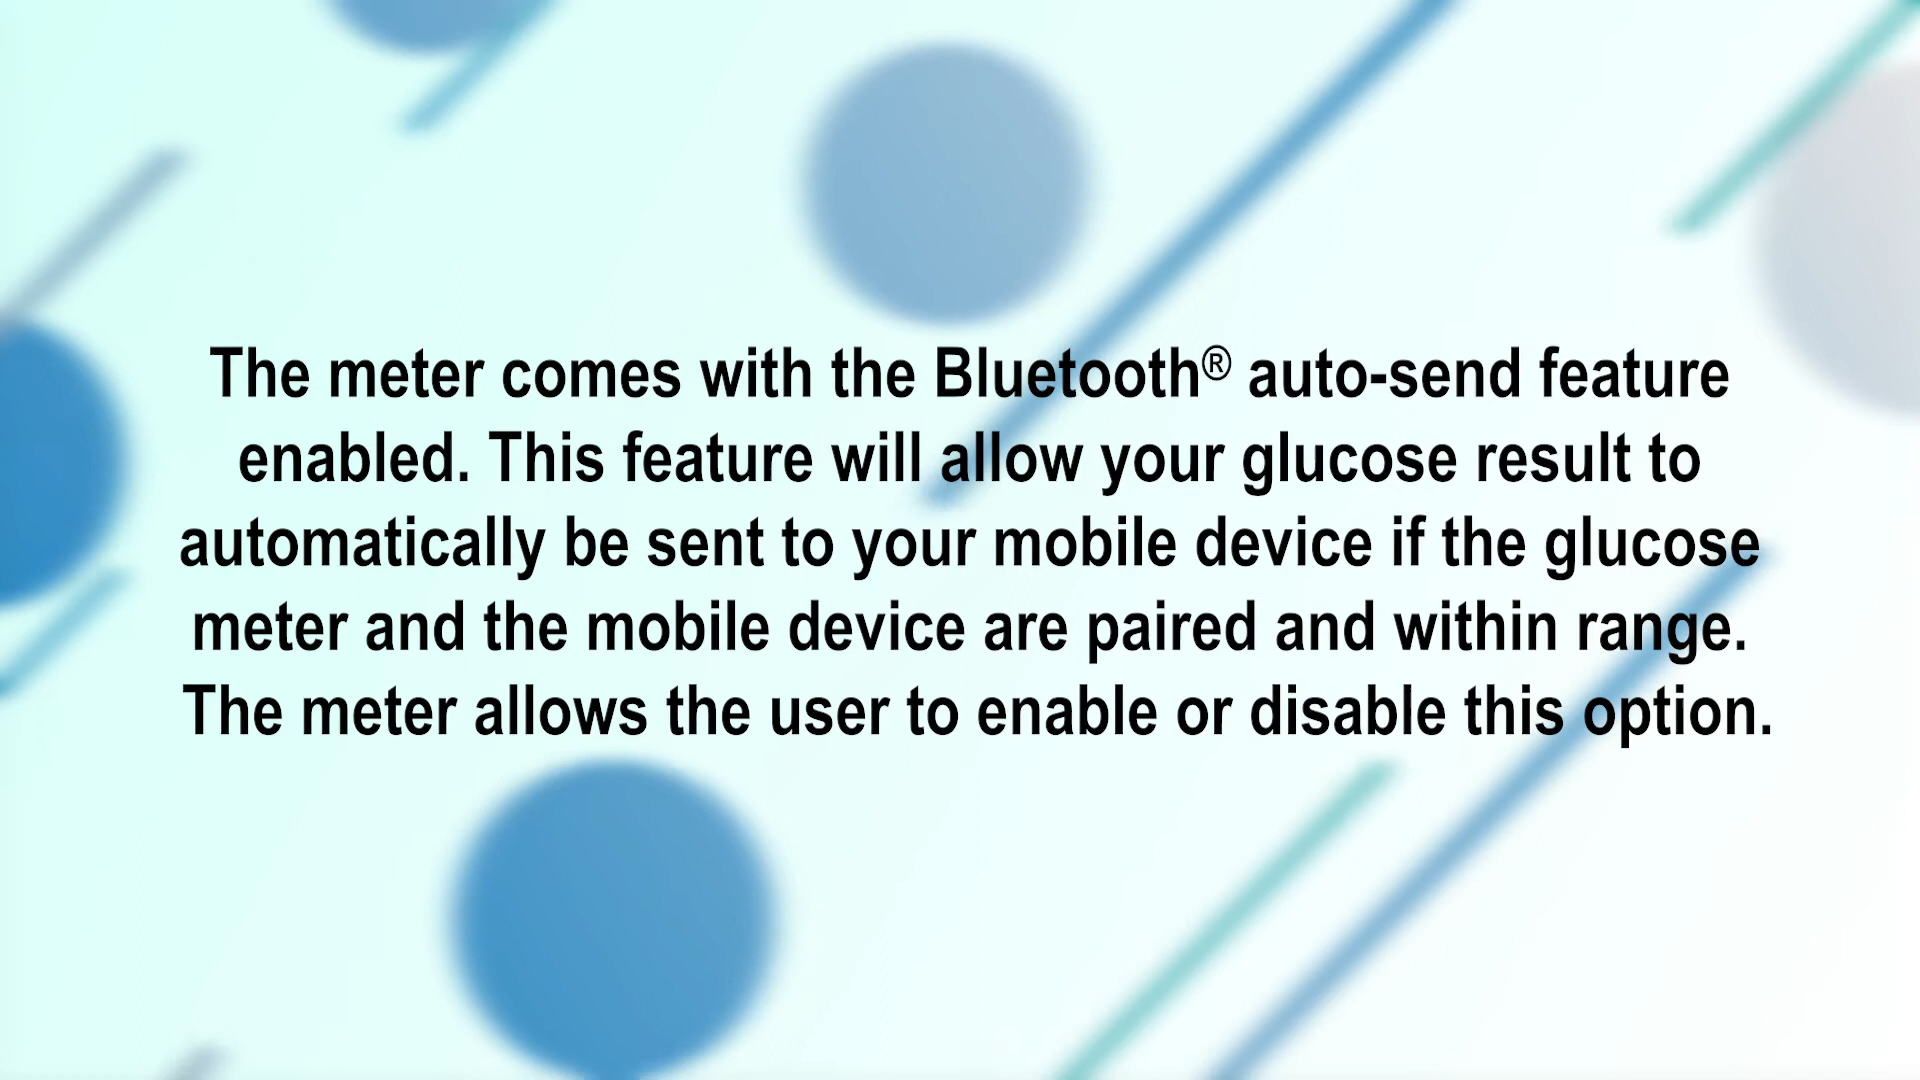 The meter comes with the Bluetooth® auto-send feature
enabled. This feature will allow your glucose result to
automatically be sent to your mobile device if the glucose
meter and the mobile device are paired and within range.
The meter allows the user to enable or disable this option.